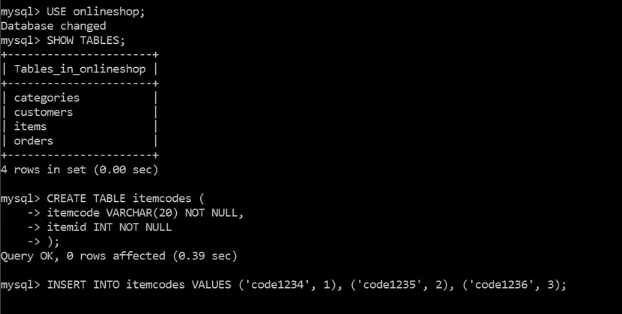 mysql> USE onlineshop;
Database changed
mysql> SHOW TABLES;
+----------------------+
| Tables_in_onlineshop |
+----------------------+
| categories           |
| customers            |
| items                |
| orders               |
+----------------------+
4 rows in set (0.00 sec)
mysql> CREATE TABLE itemcodes (
    -> itemcode VARCHAR(20) NOT NULL,
    -> itemid INT NOT NULL
    -> );
Query OK, 0 rows affected (0.39 sec)
mysql> INSERT INTO itemcodes VALUES ('code1234', 1), ('code1235', 2), ('code1236', 3);